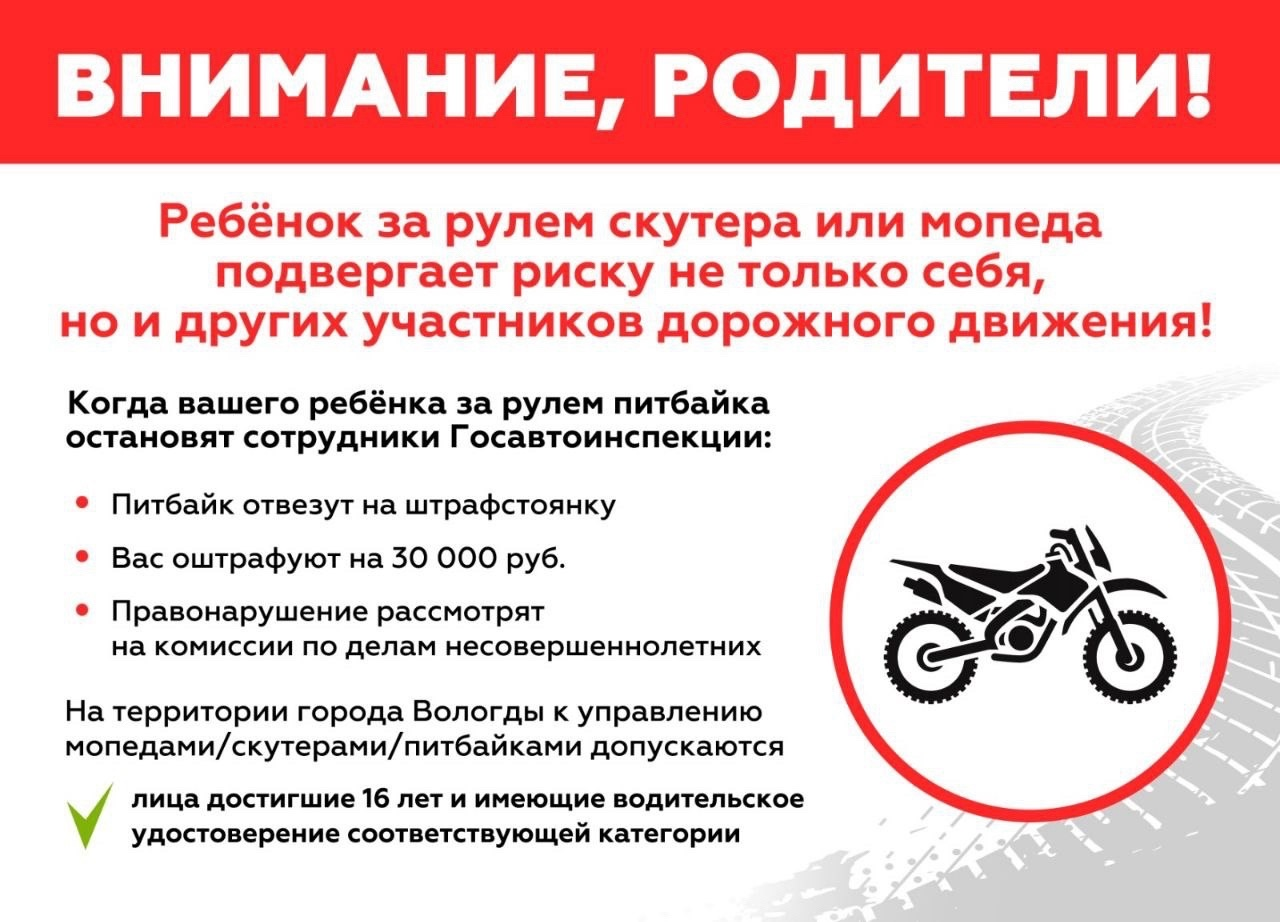 ВНИМАНИЕ, РОДИТЕЛИ!
Ребёнок за рулем скутера или мопеда
подвергает риску не только себя,
но и других участников дорожного движения!
Когда вашего ребёнка за рулем питбайка
остановят сотрудники Госавтоинспекции:
• Питбайк отвезут на штрафстоянку
• Вас оштрафуют на 30 000 руб.
• Правонарушение рассмотрят
на комиссии по делам несовершеннолетних
На территории города Вологды к управлению
мопедами/скутерами/питбайками допускаются
лица достигшие 16 лет и имеющие водительское
удостоверение соответствующей категории